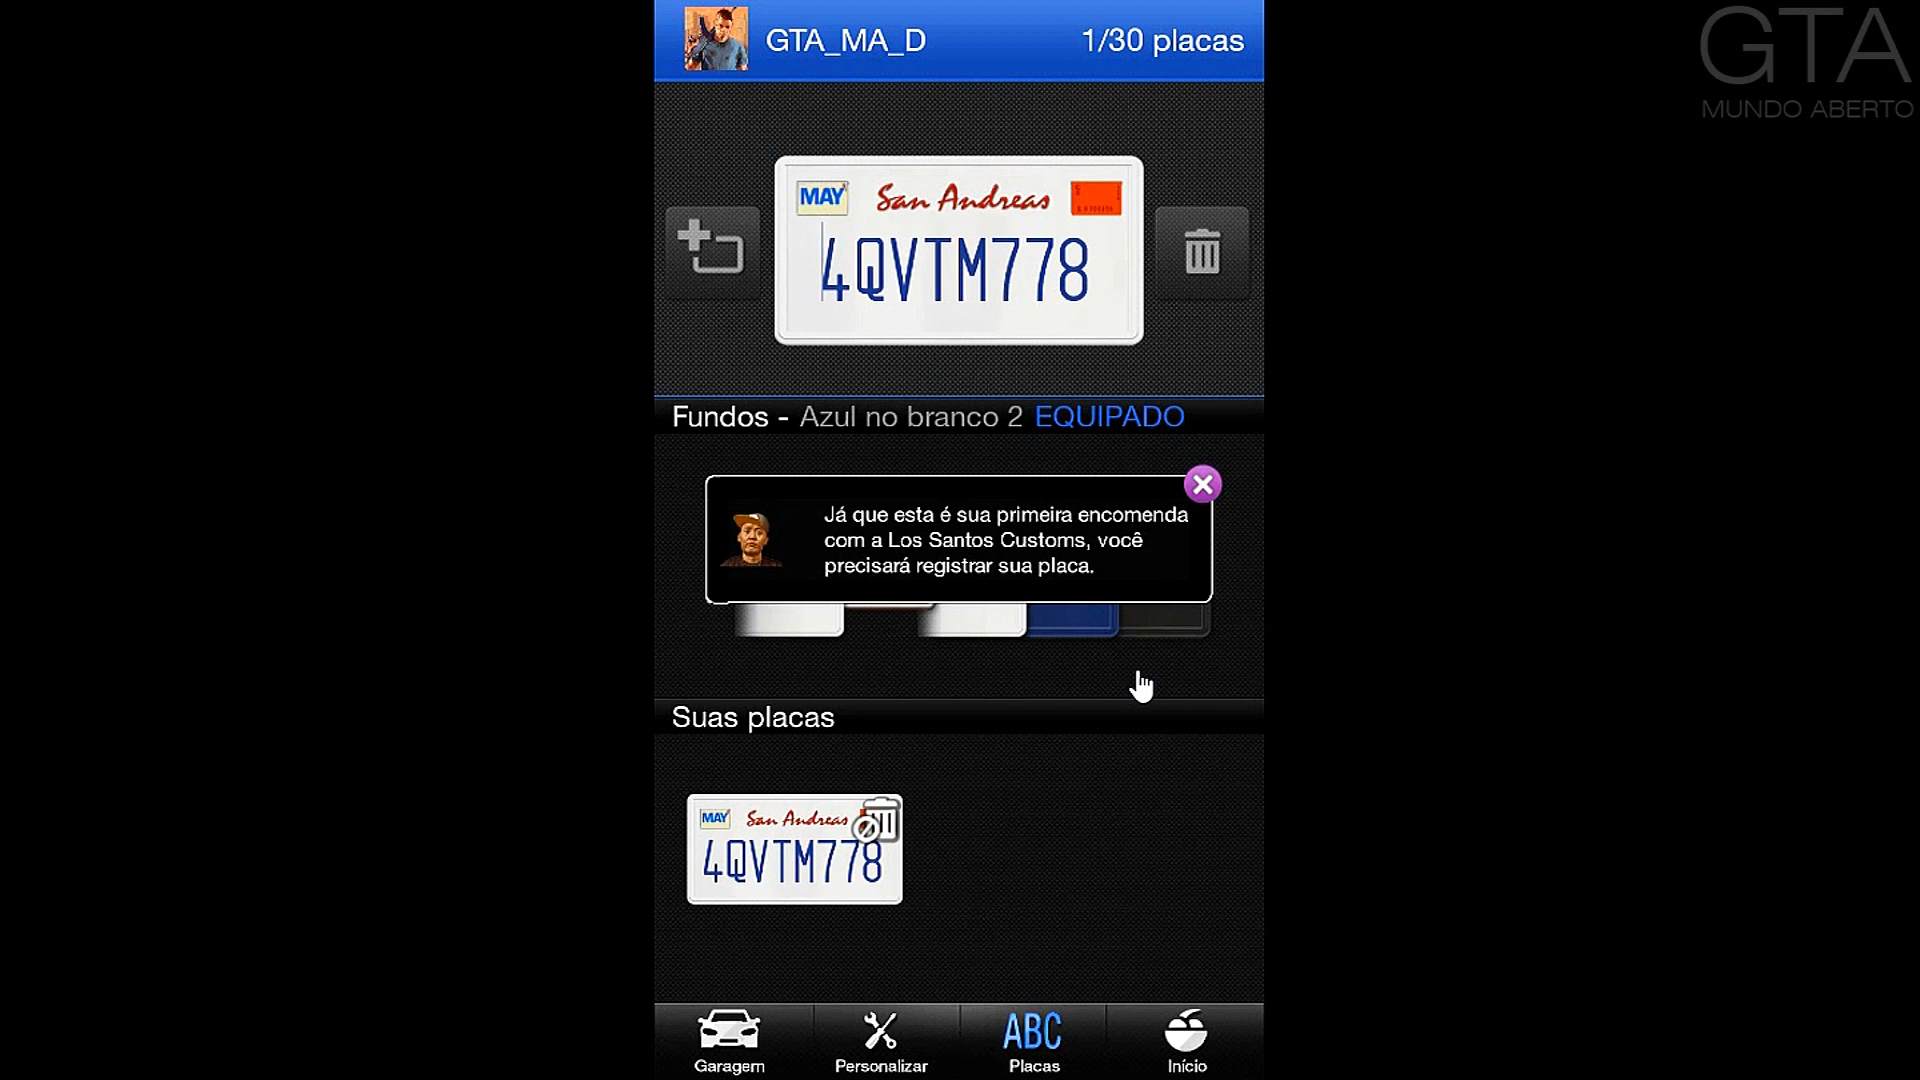 GTA
MUNDO ABERTO
GTA_MA_D 1/30 placas
MAY San Andreas
4QVTM778
Fundos - Azul no branco 2 EQUIPADO
Já que esta é sua primeira encomenda
com a Los Santos Customs, você
precisará registrar sua placa.
Suas placas
MAY San Andreas
4QVTM778
Garagem
Personalizar
ABC
Placas
Início